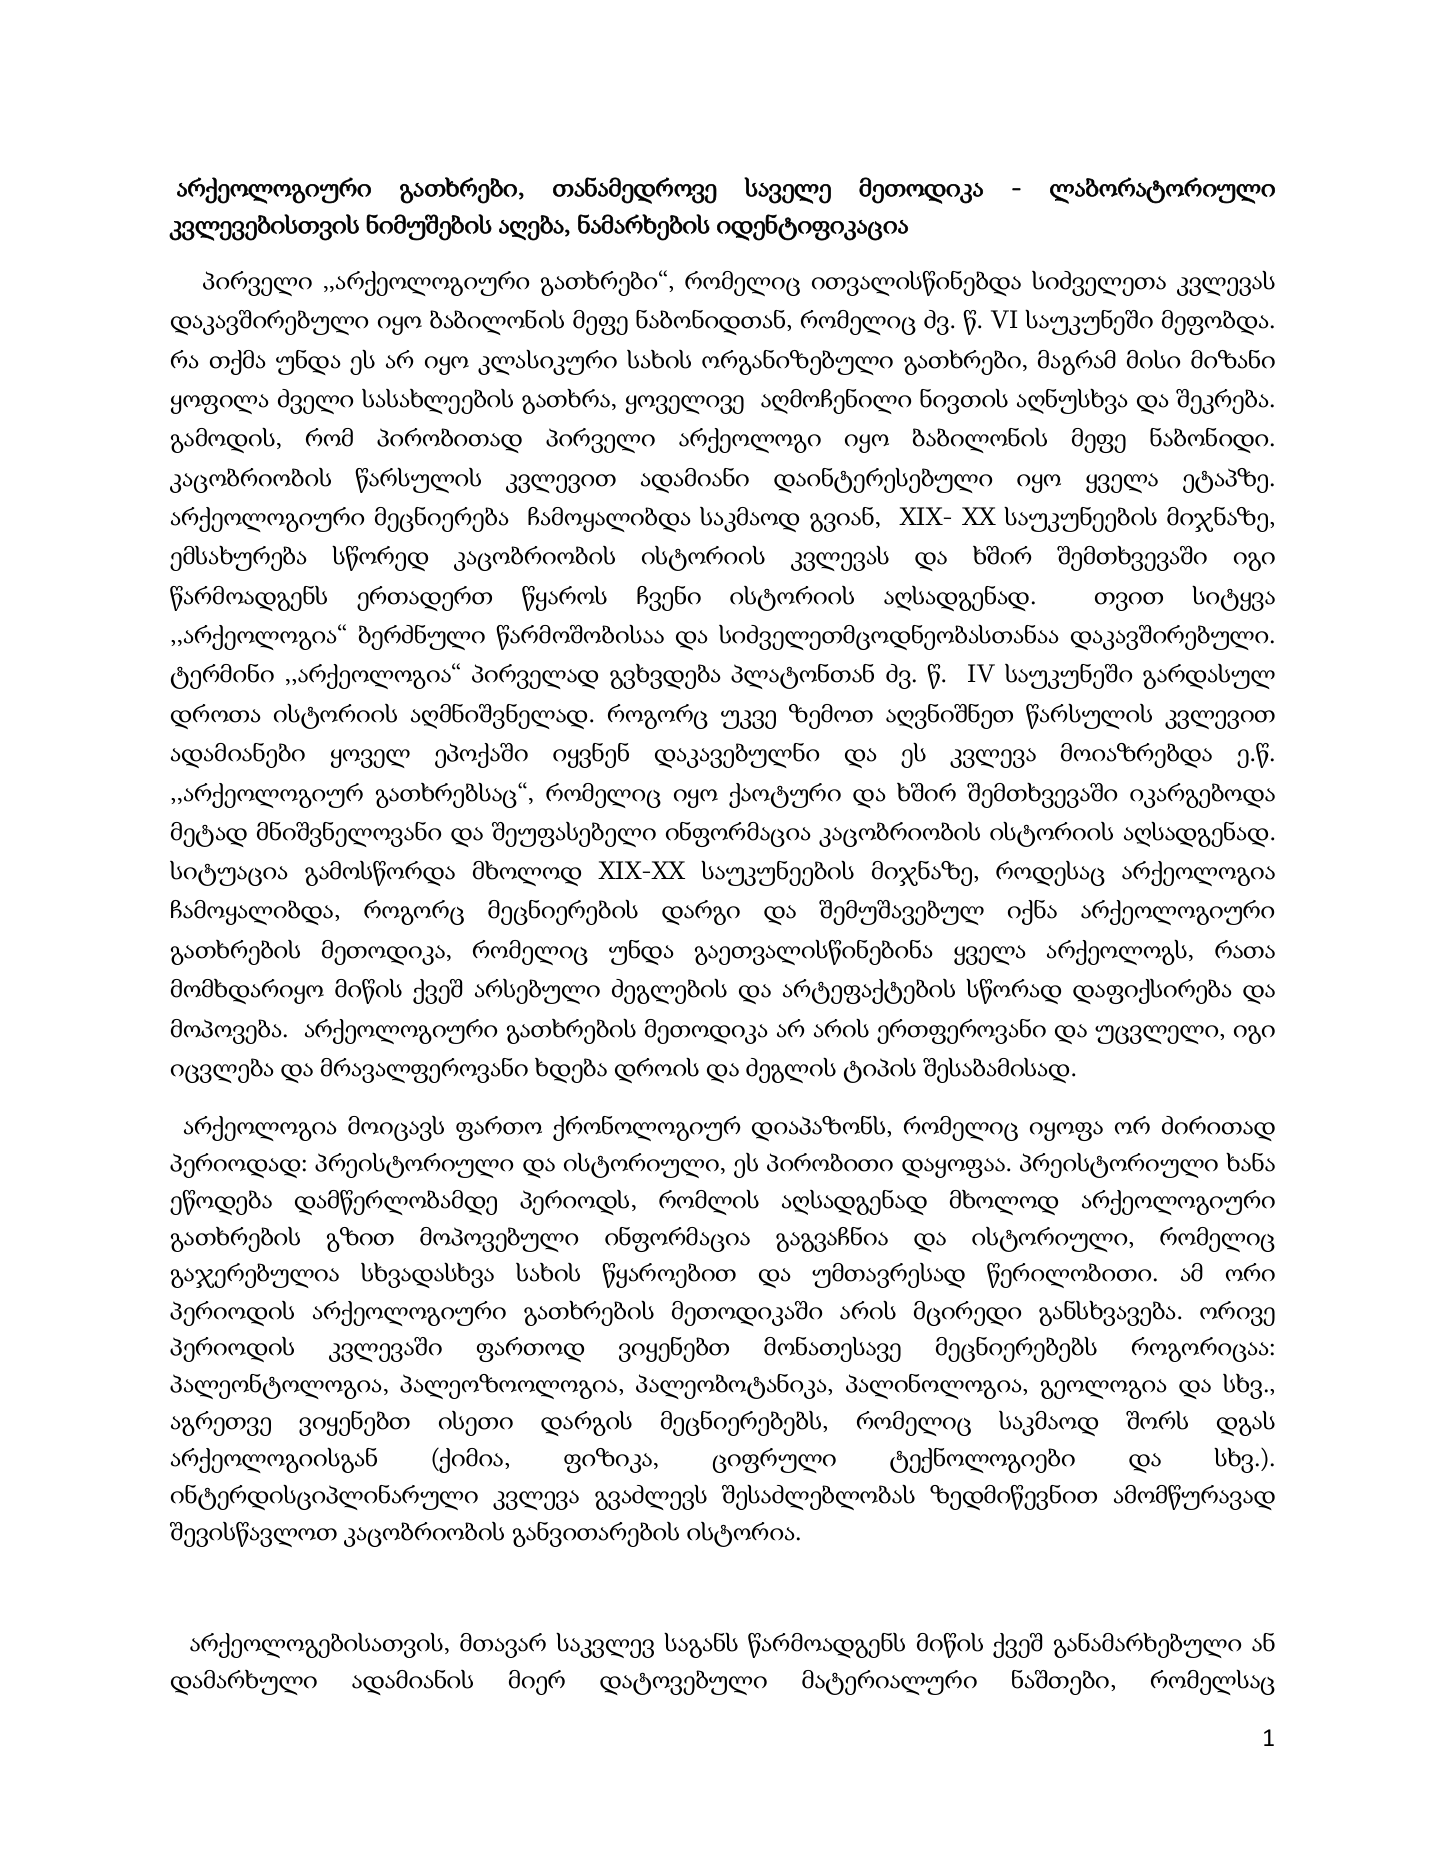 არქეოლოგიური გათხრები, თანამედროვე საველე მეთოდიკა - ლაბორატორიული
კვლევებისთვის ნიმუშების აღება, ნამარხების იდენტიფიკაცია
პირველი ,,არქეოლოგიური გათხრები“, რომელიც ითვალისწინებდა სიძველეთა კვლევას
დაკავშირებული იყო ბაბილონის მეფე ნაბონიდთან, რომელიც ძვ. წ. VI საუკუნეში მეფობდა.
რა თქმა უნდა ეს არ იყო კლასიკური სახის ორგანიზებული გათხრები, მაგრამ მისი მიზანი
ყოფილა ძველი სასახლეების გათხრა, ყოველივე აღმოჩენილი ნივთის აღნუსხვა და შეკრება.
გამოდის, რომ პირობითად პირველი არქეოლოგი იყო ბაბილონის მეფე ნაბონიდი.
კაცობრიობის წარსულის კვლევით ადამიანი დაინტერესებული იყო ყველა ეტაპზე.
არქეოლოგიური მეცნიერება ჩამოყალიბდა საკმაოდ გვიან, XIX- XX საუკუნეების მიჯნაზე,
ემსახურება სწორედ კაცობრიობის ისტორიის კვლევას და ხშირ შემთხვევაში იგი
წარმოადგენს ერთადერთ წყაროს ჩვენი ისტორიის აღსადგენად. თვით სიტყვა
,,არქეოლოგია“ ბერძნული წარმოშობისაა და სიძველეთმცოდნეობასთანაა დაკავშირებული.
ტერმინი ,,არქეოლოგია“ პირველად გვხვდება პლატონთან ძვ. წ. IV საუკუნეში გარდასულ
დროთა ისტორიის აღმნიშვნელად. როგორც უკვე ზემოთ აღვნიშნეთ წარსულის კვლევით
ადამიანები ყოველ ეპოქაში იყვნენ დაკავებულნი და ეს კვლევა მოიაზრებდა ე.წ.
,,არქეოლოგიურ გათხრებსაც“, რომელიც იყო ქაოტური და ხშირ შემთხვევაში იკარგებოდა
მეტად მნიშვნელოვანი და შეუფასებელი ინფორმაცია კაცობრიობის ისტორიის აღსადგენად.
სიტუაცია გამოსწორდა მხოლოდ XIX-XX საუკუნეების მიჯნაზე, როდესაც არქეოლოგია
ჩამოყალიბდა, როგორც მეცნიერების დარგი და შემუშავებულ იქნა არქეოლოგიური
გათხრების მეთოდიკა, რომელიც უნდა გაეთვალისწინებინა ყველა არქეოლოგს, რათა
მომხდარიყო მიწის ქვეშ არსებული ძეგლების და არტეფაქტების სწორად დაფიქსირება და
მოპოვება. არქეოლოგიური გათხრების მეთოდიკა არ არის ერთფეროვანი და უცვლელი, იგი
იცვლება და მრავალფეროვანი ხდება დროის და ძეგლის ტიპის შესაბამისად.
არქეოლოგია მოიცავს ფართო ქრონოლოგიურ დიაპაზონს, რომელიც იყოფა ორ ძირითად
პერიოდად: პრეისტორიული და ისტორიული, ეს პირობითი დაყოფაა. პრეისტორიული ხანა
ეწოდება დამწერლობამდე პერიოდს, რომლის აღსადგენად მხოლოდ არქეოლოგიური
გათხრების გზით მოპოვებული ინფორმაცია გაგვაჩნია და ისტორიული, რომელიც
გაჯერებულია სხვადასხვა სახის წყაროებით და უმთავრესად წერილობითი. ამ ორი
პერიოდის არქეოლოგიური გათხრების მეთოდიკაში არის მცირედი განსხვავება. ორივე
პერიოდის კვლევაში ფართოდ ვიყენებთ მონათესავე მეცნიერებებს როგორიცაა:
პალეონტოლოგია, პალეოზოოლოგია, პალეობოტანიკა, პალინოლოგია, გეოლოგია და სხვ.,
აგრეთვე ვიყენებთ ისეთი დარგის მეცნიერებებს, რომელიც საკმაოდ შორს დგას
არქეოლოგიისგან (ქიმია, ფიზიკა, ციფრული ტექნოლოგიები და სხვ.).
ინტერდისციპლინარული კვლევა გვაძლევს შესაძლებლობას ზედმიწევნით ამომწურავად
შევისწავლოთ კაცობრიობის განვითარების ისტორია.
არქეოლოგებისათვის, მთავარ საკვლევ საგანს წარმოადგენს მიწის ქვეშ განამარხებული ან
დამარხული ადამიანის მიერ დატოვებული მატერიალური ნაშთები, რომელსაც
1